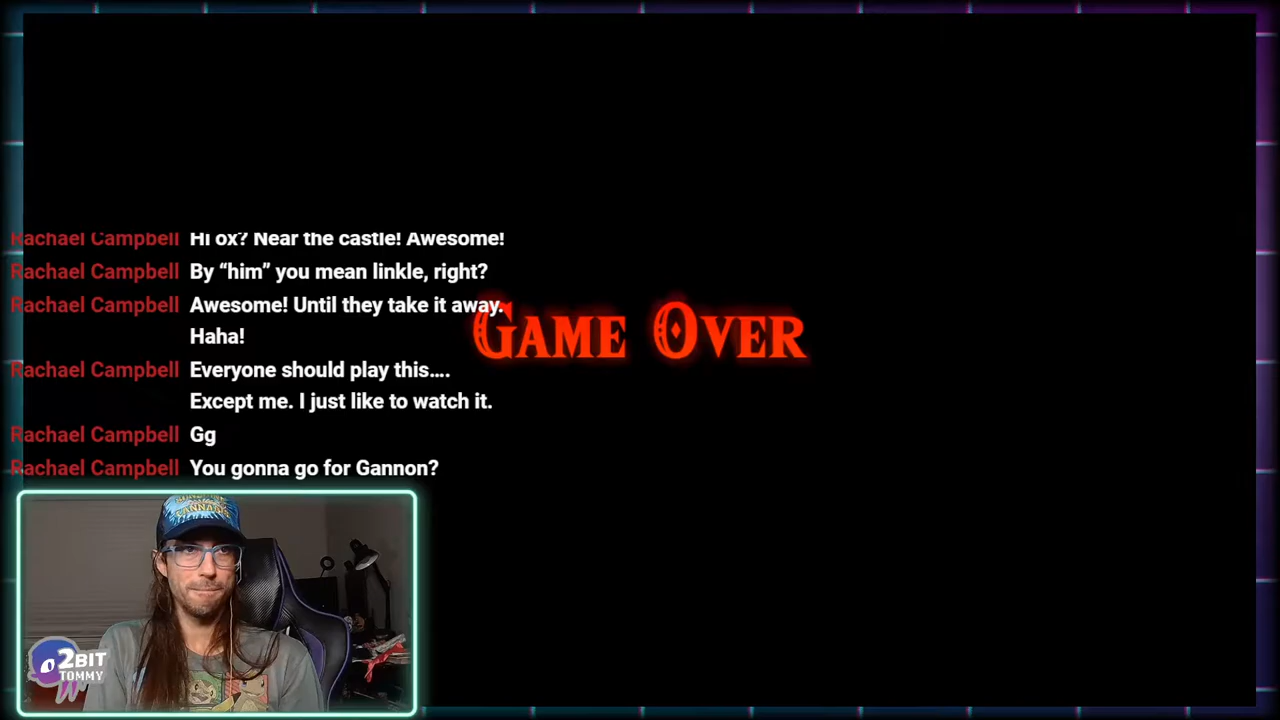 Rachael Campbell Hi ox? Near the castle! Awesome!
Rachael Campbell By “him” you mean linkle, right?
Rachael Campbell Awesome! Until they take it away.
Haha!
Game Over
Rachael Campbell Everyone should play this....
Except me. I just like to watch it.
Rachael Campbell Gg
Rachael Campbell You gonna go for Gannon?
2BIT
TOMMY